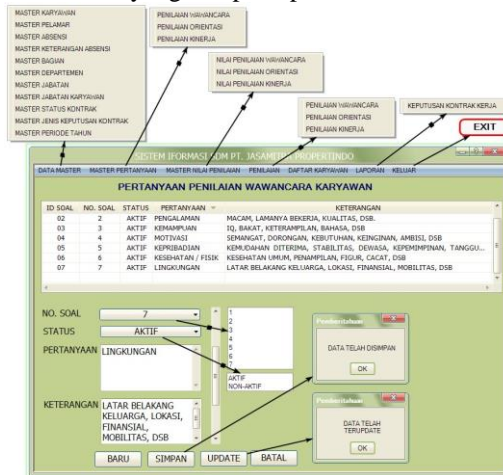 MASTER KARYAWAN
MASTER PELAMAR
MASTER ABSENSI
MASTER KETERANGAN ABSENSI
MASTER BAGIAN
MASTER DEPARTEMEN
MASTER JABATAN
MASTER JABATAN KARYAWAN
MASTER STATUS KONTRAK
MASTER JENIS KEPUTUSAN KONTRAK
MASTER PERIODE TAHUN
PENILAIAN WAWANCARA
PENILAIAN ORIENTASI
PENILAIAN KINERJA
NILAI PENILAIAN WAWANCARA
NILAI PENILAIAN ORIENTASI
NILAI PENILAIAN KINERJA
PENILAIAN WAWANCARA
PENILAIAN ORIENTASI
PENILAIAN KINERJA
KEPUTUSAN KONTRAK KERJA
EXIT
SISTEM IFORMASI SDM PT. JASAMEDIA PROPERTINDO
DATA MASTER MASTER PERTANYAAN MASTER NILAI PENILAIAN PENILAIAN DAFTAR KARYAWAN LAPORAN KELUAR
PERTANYAAN PENILAIAN WAWANCARA KARYAWAN
ID SOAL NO. SOAL STATUS PERTANYAAN KETERANGAN
02 2 AKTIF PENGALAMAN MACAM, LAMANYA BEKERJA, KUALITAS, DSB.
03 3 AKTIF KEMAMPUAN IQ, BAKAT, KETERAMPILAN, BAHASA, DSB
04 4 AKTIF MOTIVASI SEMANGAT, DORONGAN, KEBUTUHAN, KEINGINAN, AMBISI, DSB
05 5 AKTIF KEPRIBADIAN KEMUDAHAN DITERIMA, STABILITAS, DEWASA, KEPEMIMPINAN, TANGGU...
06 6 AKTIF KESEHATAN / FISIK KESEHATAN UMUM, PENAMPILAN, FIGUR, CACAT, DSB
07 7 AKTIF LINGKUNGAN LATAR BELAKANG KELUARGA, LOKASI, FINANSIAL, MOBILITAS, DSB
NO. SOAL 7
STATUS AKTIF
PERTANYAAN LINGKUNGAN
KETERANGAN LATAR BELAKANG
KELUARGA, LOKASI,
FINANSIAL,
MOBILITAS, DSB
1
2
3
4
5
6
7
AKTIF
NON-AKTIF
Pemberitahuan
DATA TELAH DISIMPAN
OK
Pemberitahuan
DATA TELAH
TERUPDATE
OK
BARU SIMPAN UPDATE BATAL